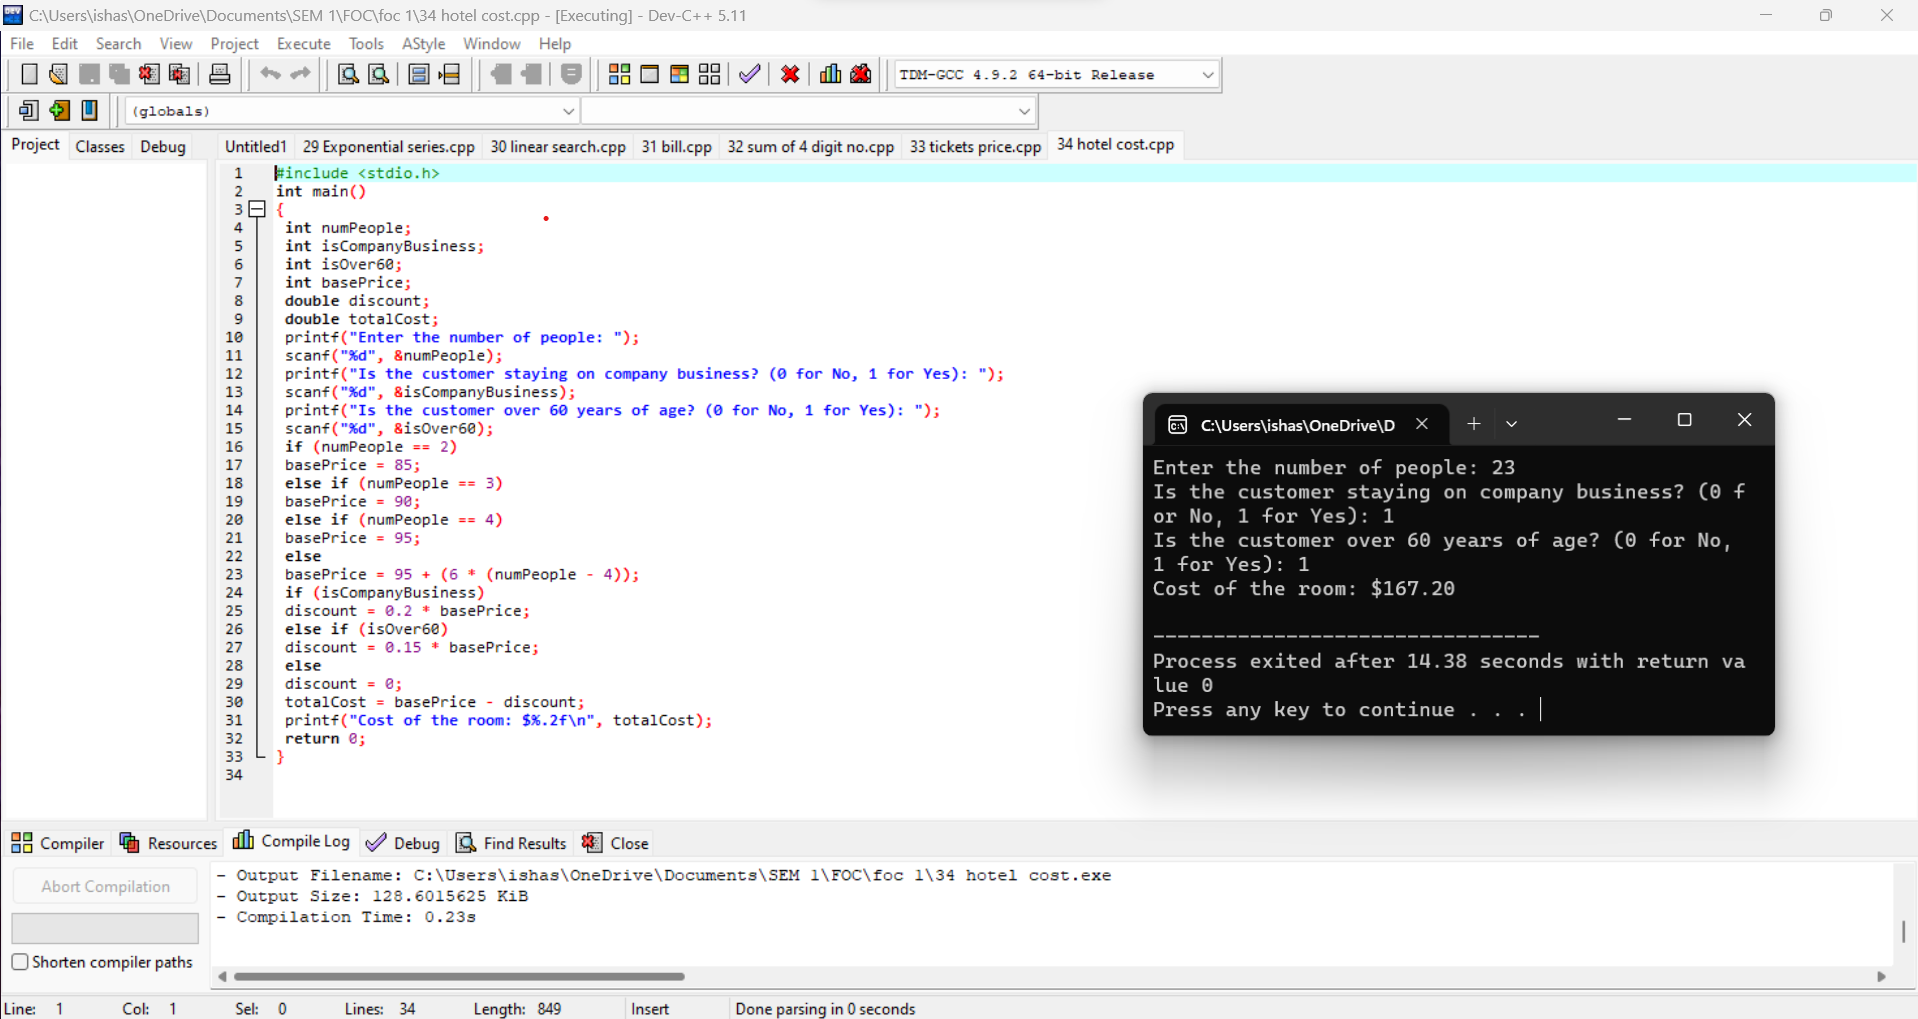 C:\Users\ishas\OneDrive\Documents\SEM 1\FOC\foc 1\34 hotel cost.cpp - [Executing] - Dev-C++ 5.11
File Edit Search View Project Execute Tools AStyle Window Help
TDM-GCC 4.9.2 64-bit Release
(globals)
Project Classes Debug
Untitled1 29 Exponential series.cpp 30 linear search.cpp 31 bill.cpp 32 sum of 4 digit no.cpp 33 tickets price.cpp 34 hotel cost.cpp
1 #include <stdio.h>
2 int main()
3 {
4 int numPeople;
5 int isCompanyBusiness;
6 int isOver60;
7 int basePrice;
8 double discount;
9 double totalCost;
10 printf("Enter the number of people: ");
11 scanf("%d", &numPeople);
12 printf("Is the customer staying on company business? (0 for No, 1 for Yes): ");
13 scanf("%d", &isCompanyBusiness);
14 printf("Is the customer over 60 years of age? (0 for No, 1 for Yes): ");
15 scanf("%d", &isOver60);
16 if (numPeople == 2)
17 basePrice = 85;
18 else if (numPeople == 3)
19 basePrice = 90;
20 else if (numPeople == 4)
21 basePrice = 95;
22 else
23 basePrice = 95 + (6 * (numPeople - 4));
24 if (isCompanyBusiness)
25 discount = 0.2 * basePrice;
26 else if (isOver60)
27 discount = 0.15 * basePrice;
28 else
29 discount = 0;
30 totalCost = basePrice - discount;
31 printf("Cost of the room: $%.2f\n", totalCost);
32 return 0;
33 }
34
C:\Users\ishas\OneDrive\D
Enter the number of people: 23
Is the customer staying on company business? (0 f
or No, 1 for Yes): 1
Is the customer over 60 years of age? (0 for No,
1 for Yes): 1
Cost of the room: $167.20
--------------------------------
Process exited after 14.38 seconds with return va
lue 0
Press any key to continue . . .
Compiler Resources Compile Log Debug Find Results Close
Abort Compilation
Shorten compiler paths
- Output Filename: C:\Users\ishas\OneDrive\Documents\SEM 1\FOC\foc 1\34 hotel cost.exe
- Output Size: 128.6015625 KiB
- Compilation Time: 0.23s
Line: 1 Col: 1 Sel: 0 Lines: 34 Length: 849 Insert Done parsing in 0 seconds